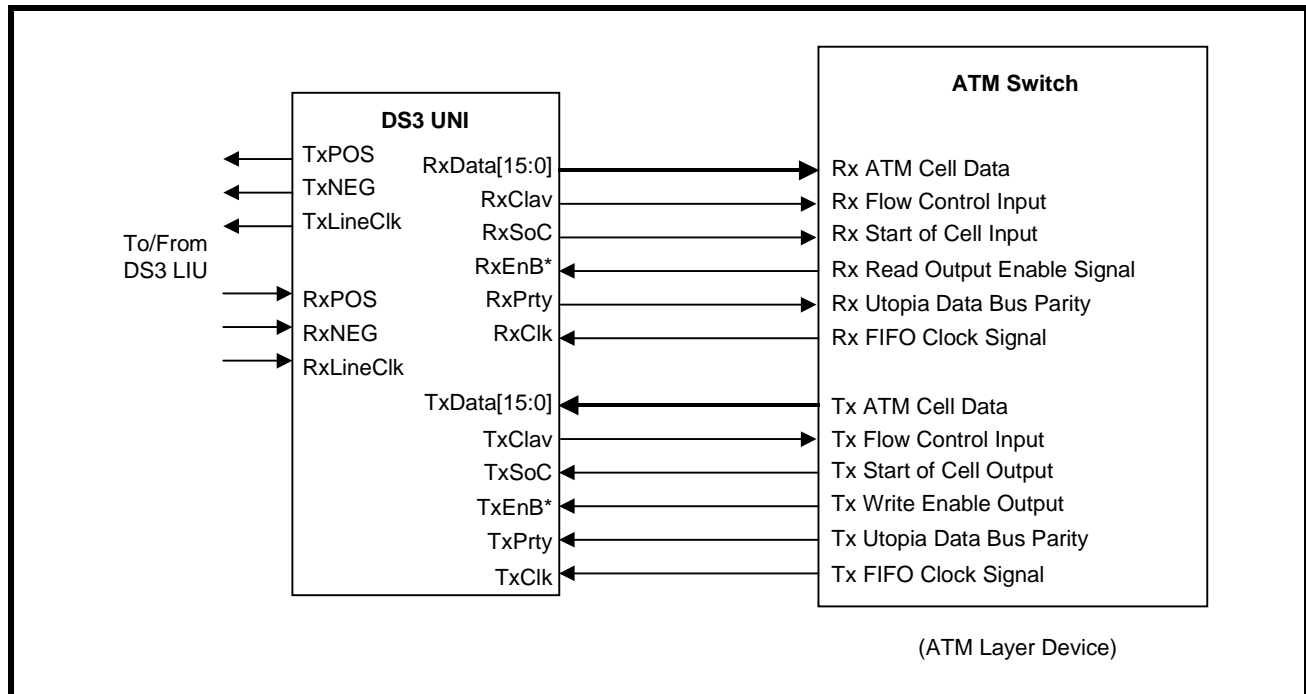 ATM Switch
DS3 UNI
TxPOS
TxNEG
TxLineClk
To/From
DS3 LIU
RxPOS
RxNEG
RxLineClk
RxData[15:0]
RxClav
RxSoC
RxEnB*
RxPrty
RxClk
TxData[15:0]
TxClav
TxSoC
TxEnB*
TxPrty
TxClk
Rx ATM Cell Data
Rx Flow Control Input
Rx Start of Cell Input
Rx Read Output Enable Signal
Rx Utopia Data Bus Parity
Rx FIFO Clock Signal
Tx ATM Cell Data
Tx Flow Control Input
Tx Start of Cell Output
Tx Write Enable Output
Tx Utopia Data Bus Parity
Tx FIFO Clock Signal
(ATM Layer Device)